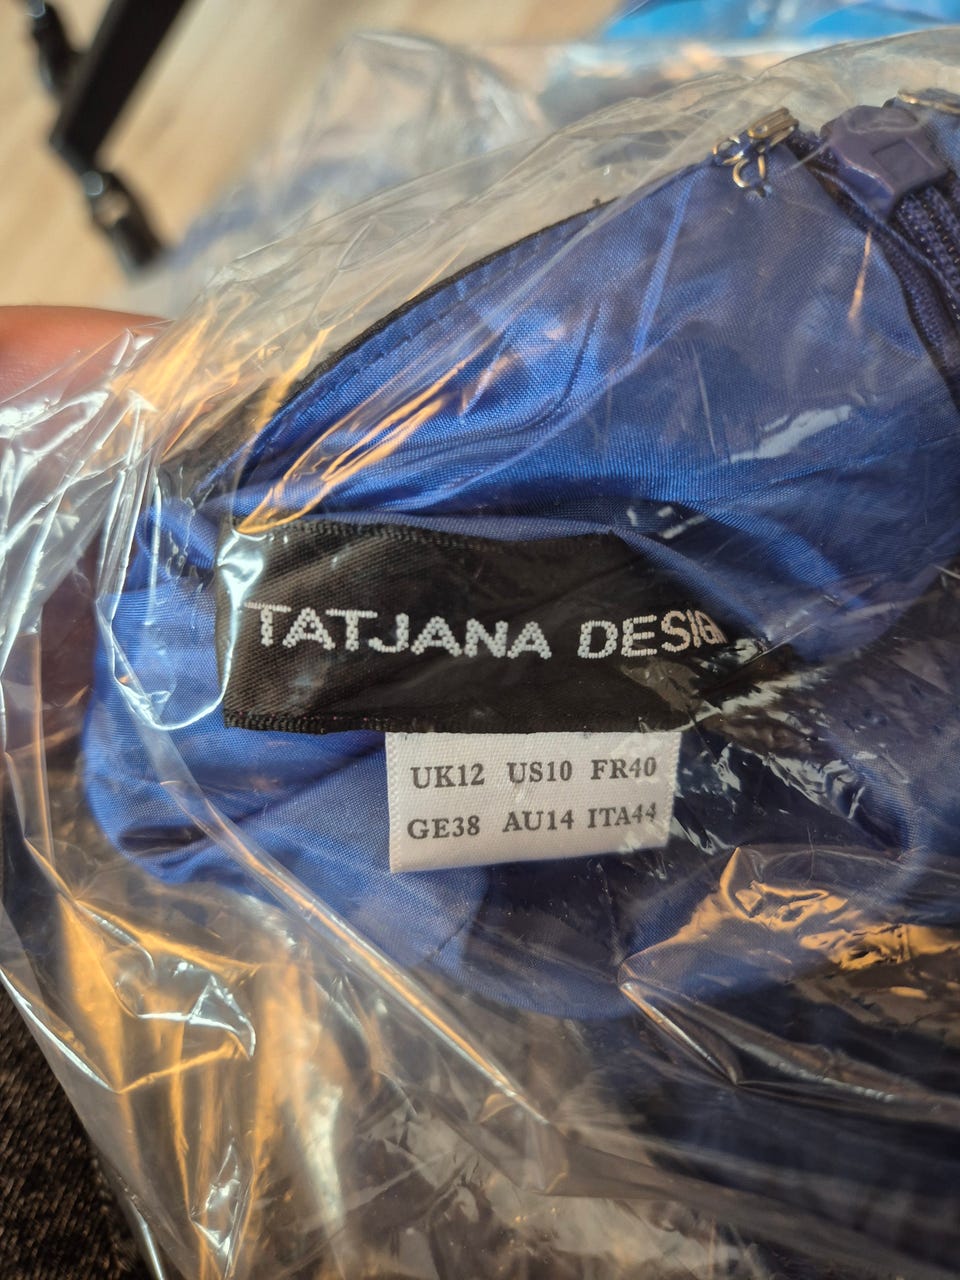 TATJANA DESIGN
UK12 US10 FR40
GE38 AU14 ITA44